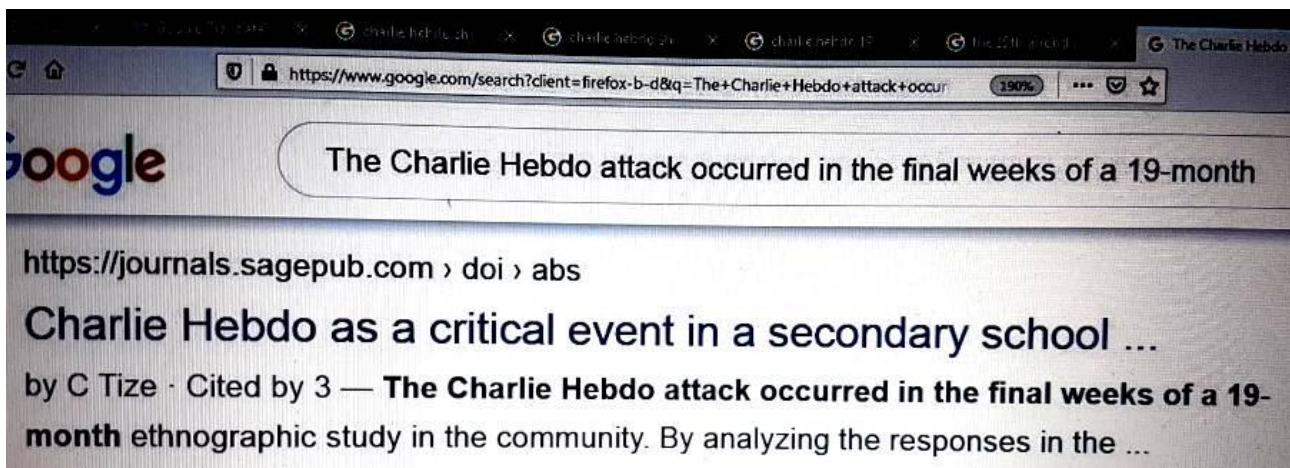 charlie hebdo
The Charlie Hebdo
https://www.google.com/search?client=firefox-b-d&q=The+Charlie+Hebdo+attack+occur 190%
Google
The Charlie Hebdo attack occurred in the final weeks of a 19-month
https://journals.sagepub.com › doi › abs
Charlie Hebdo as a critical event in a secondary school ...
by C Tize · Cited by 3 — The Charlie Hebdo attack occurred in the final weeks of a 19-
month ethnographic study in the community. By analyzing the responses in the ...